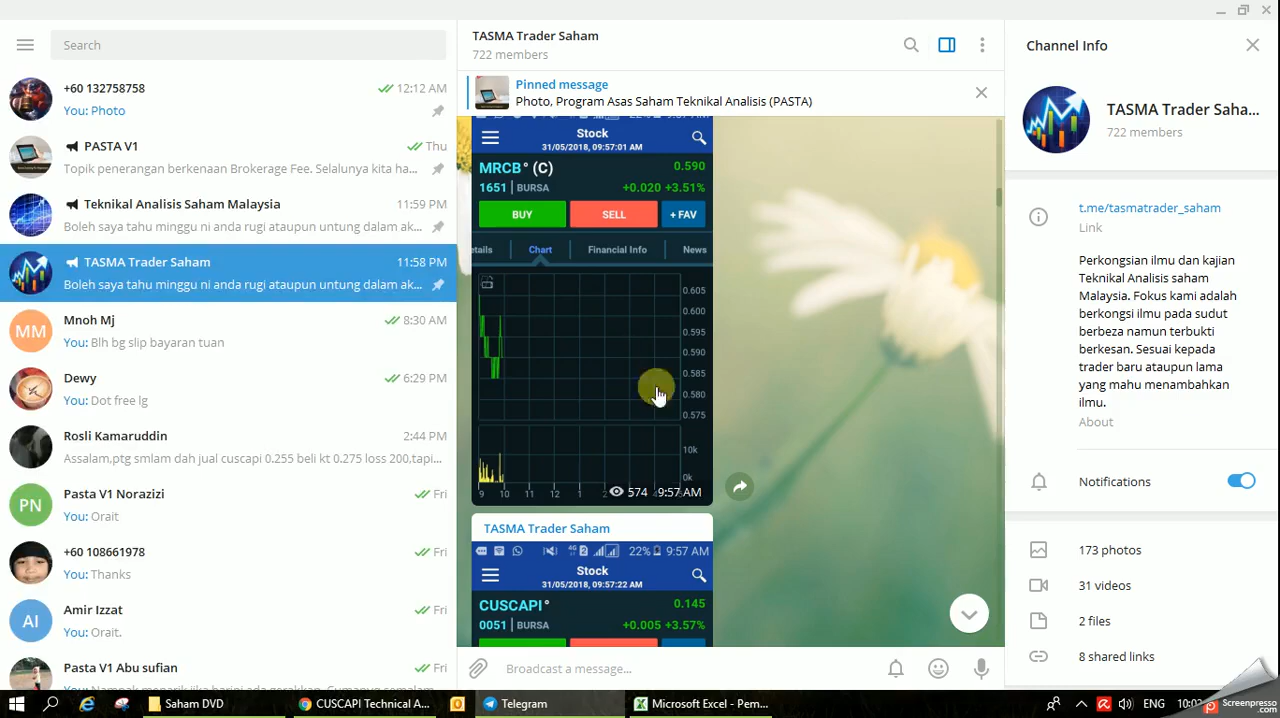 Search
+60 132758758
12:12 AM
You: Photo
PASTA V1
Thu
Topik penerangan berkenaan Brokerage Fee. Selalunya kita ha...
Teknikal Analisis Saham Malaysia
11:59 PM
Boleh saya tahu minggu ni anda rugi ataupun untung dalam ak...
TASMA Trader Saham
11:58 PM
Boleh saya tahu minggu ni anda rugi ataupun untung dalam ak...
MM
Mnoh Mj
8:30 AM
You: Blh bg slip bayaran tuan
Dewy
6:29 PM
You: Dot free lg
Rosli Kamaruddin
2:44 PM
Assalam,ptg smlam dah jual cuscapi 0.255 beli kt 0.275 loss 200,tapi...
PN
Pasta V1 Norazizi
Fri
You: Orait
+60 108661978
Fri
You: Thanks
AI
Amir Izzat
Fri
You: Orait.
Pasta V1 Abu sufian
Fri
TASMA Trader Saham
722 members
Pinned message
Photo, Program Asas Saham Teknikal Analisis (PASTA)
Stock
31/05/2018, 09:57:01 AM
MRCB° (C)
0.590
1651 | BURSA
+0.020 +3.51%
BUY
SELL
+ FAV
etails
Chart
Financial Info
News
0.605
0.600
0.595
0.590
0.585
0.580
0.575
10k
0k
9 10 11 12 1
574 9:57 AM
TASMA Trader Saham
22% 9:57 AM
Stock
31/05/2018, 09:57:22 AM
CUSCAPI°
0.145
0051 | BURSA
+0.005 +3.57%
Broadcast a message...
Channel Info
TASMA Trader Saha...
722 members
t.me/tasmatrader_saham
Link
Perkongsian ilmu dan kajian
Teknikal Analisis saham
Malaysia. Fokus kami adalah
berkongsi ilmu pada sudut
berbeza namun terbukti
berkesan. Sesuai kepada
trader baru ataupun lama
yang mahu menambahkan
ilmu.
About
Notifications
173 photos
31 videos
2 files
8 shared links
Saham DVD
CUSCAPI Technical A...
Telegram
Microsoft Excel - Pem...
ENG
Screenpresso
.com